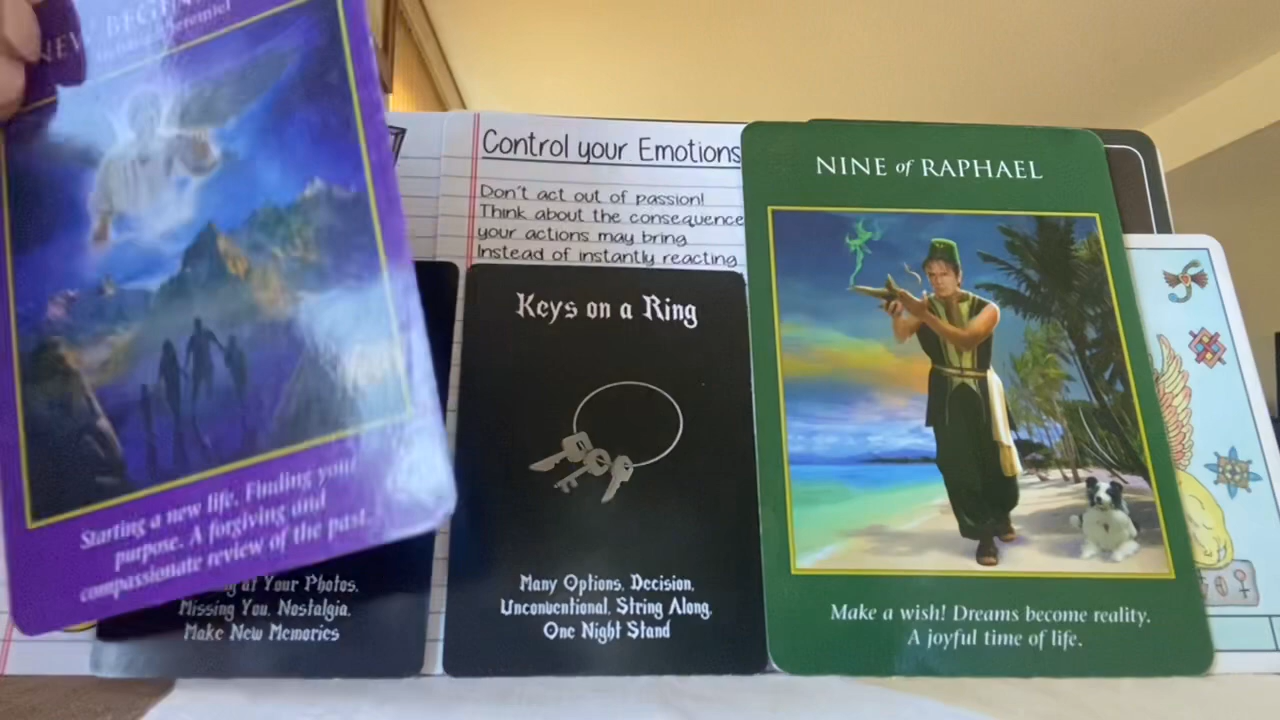 NEW BEGIN
Starting a new life. Finding your
purpose. A forgiving and
compassionate review of the past.
at Your Photos,
Missing You, Nostalgia,
Make New Memories
Control your Emotions
Don't act out of passion!
Think about the consequence
your actions may bring
Instead of instantly reacting
Keys on a Ring
Many Options, Decision,
Unconventional, String Along,
One Night Stand
NINE of RAPHAEL
Make a wish! Dreams become reality.
A joyful time of life.